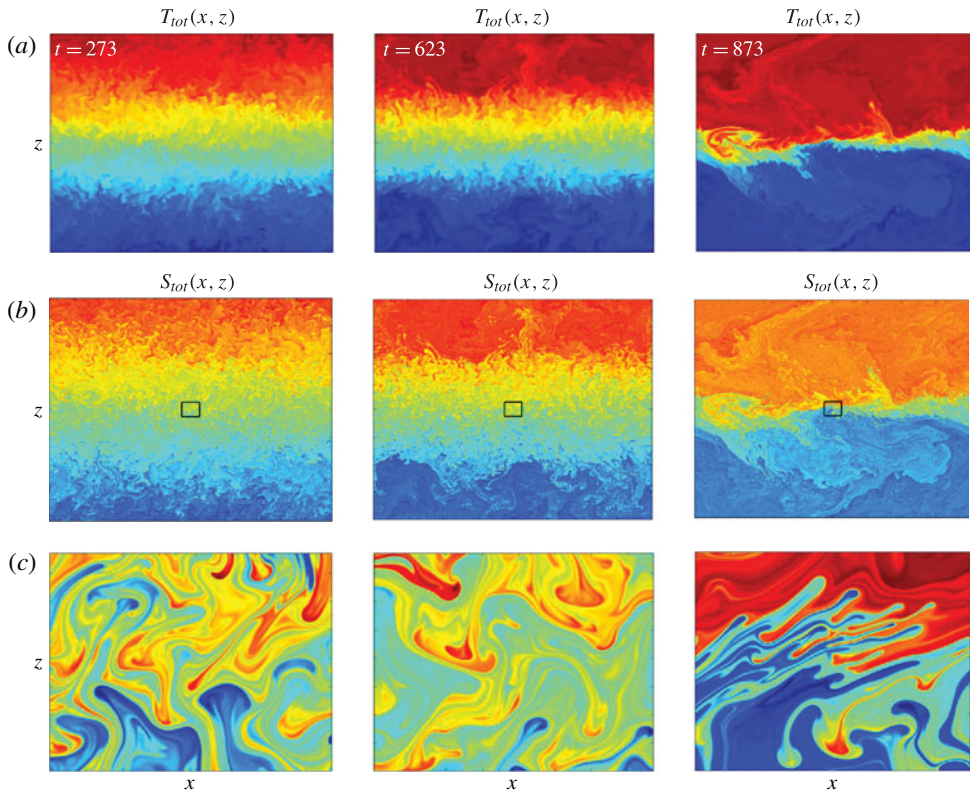 T_tot(x, z) T_tot(x, z) T_tot(x, z)
(a) t = 273 t = 623 t = 873
z
S_tot(x, z) S_tot(x, z) S_tot(x, z)
(b)
z
(c)
z
x x x